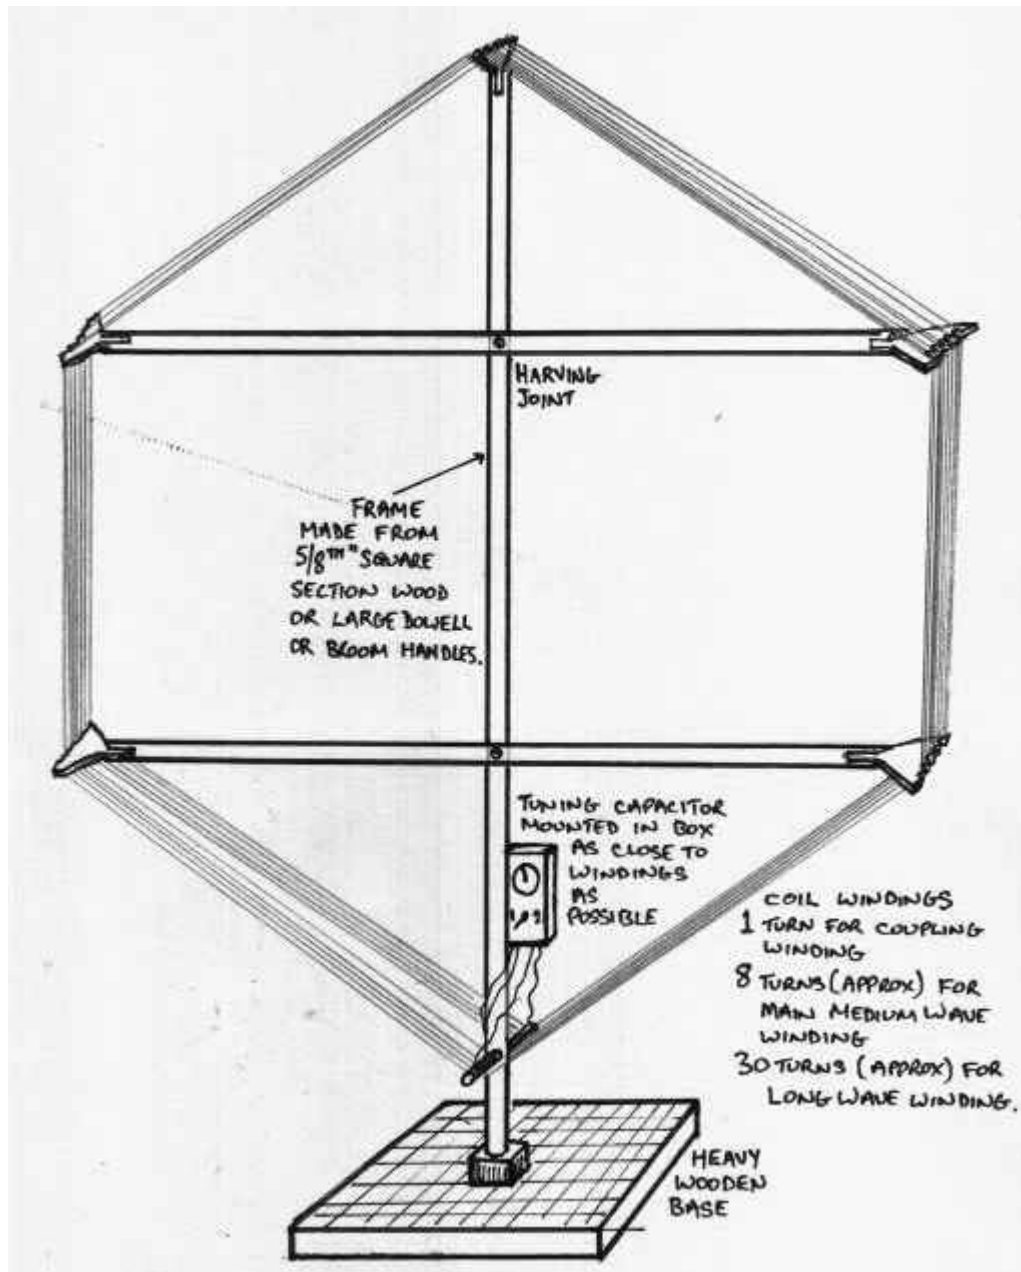 HARVING
JOINT
FRAME
MADE FROM
5/8TH" SQUARE
SECTION WOOD
OR LARGE DOWELL
OR BROOM HANDLES.
TUNING CAPACITOR
MOUNTED IN BOX
AS CLOSE TO
WINDINGS
AS
POSSIBLE
COIL WINDINGS
1 TURN FOR COUPLING
WINDING
8 TURNS (APPROX) FOR
MAIN MEDIUM WAVE
WINDING
30 TURNS (APPROX) FOR
LONG WAVE WINDING.
HEAVY
WOODEN
BASE